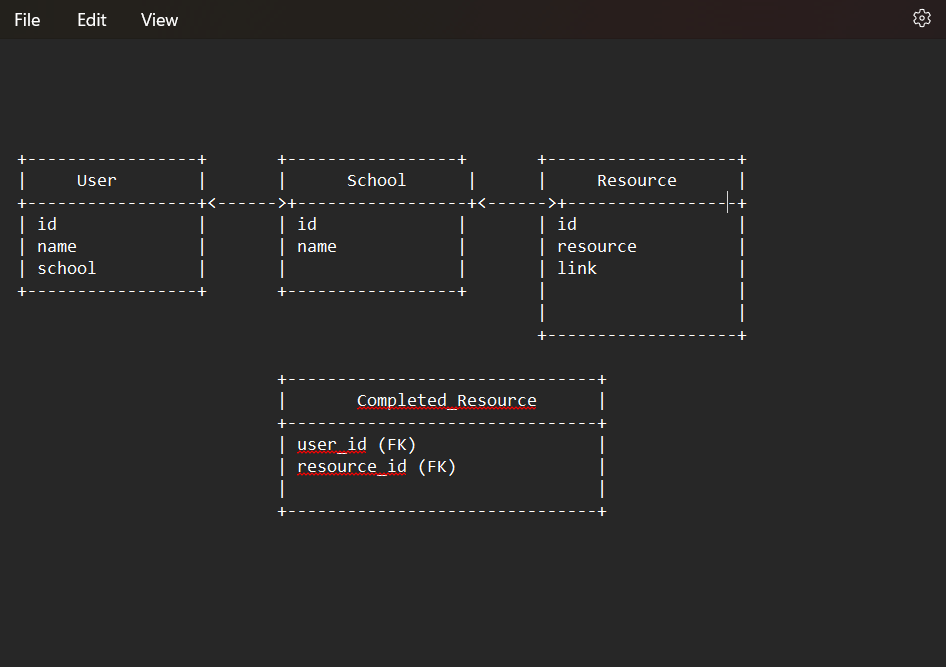 File Edit View
+-----------------+       +-----------------+       +-------------------+
|     User        |       |      School      |      |     Resource      |
+-----------------+<------>+-----------------+<------>+-----------------+
| id              |       | id              |       | id                |
| name            |       | name            |       | resource          |
| school          |       |                 |       | link              |
+-----------------+       +-----------------+       |                   |
                                                    |                   |
                                                    +-------------------+
                          +-------------------------------+
                          |       Completed_Resource      |
                          +-------------------------------+
                          | user_id (FK)                  |
                          | resource_id (FK)              |
                          |                               |
                          +-------------------------------+